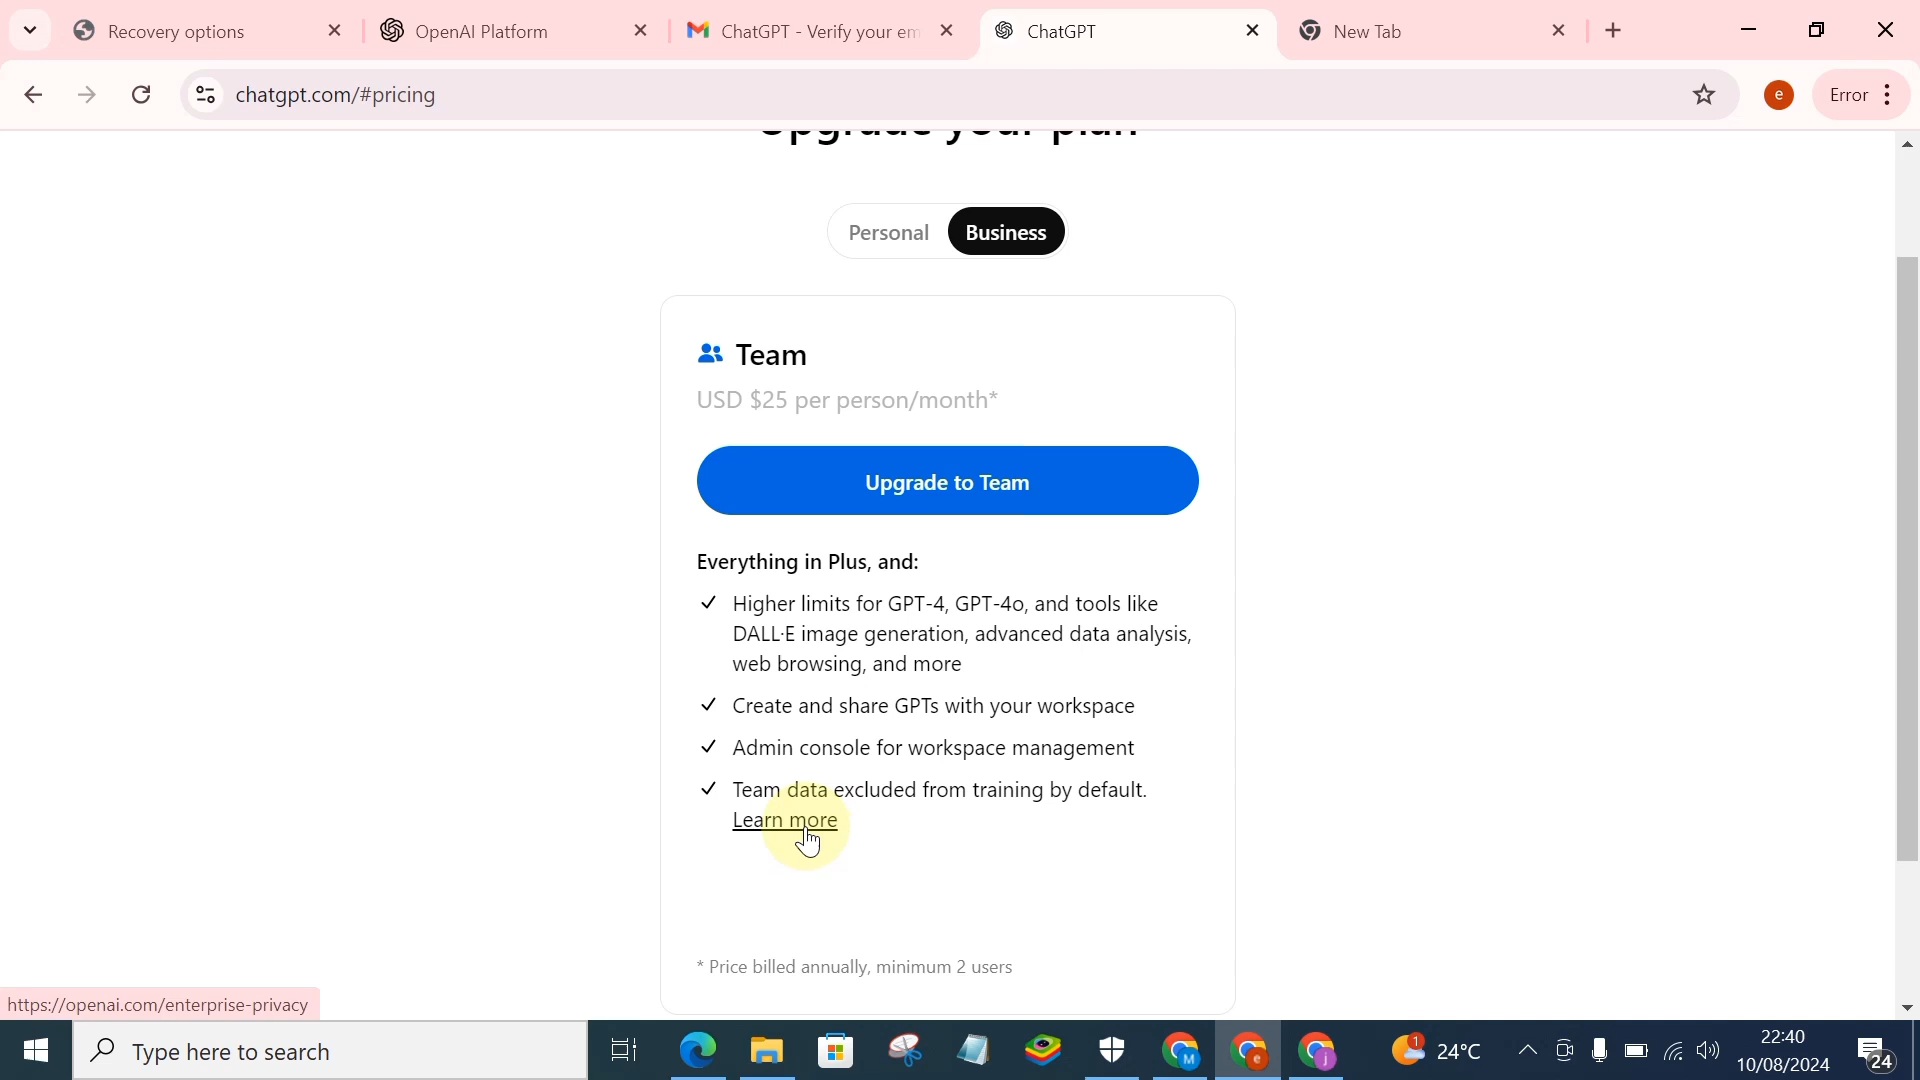 Recovery options
OpenAI Platform
ChatGPT - Verify your em
ChatGPT
New Tab
chatgpt.com/#pricing
e
Error
Upgrade your plan
Personal
Business
Team
USD $25 per person/month*
Upgrade to Team
Everything in Plus, and:
Higher limits for GPT-4, GPT-4o, and tools like
DALL·E image generation, advanced data analysis,
web browsing, and more
Create and share GPTs with your workspace
Admin console for workspace management
Team data excluded from training by default.
Learn more
* Price billed annually, minimum 2 users
https://openai.com/enterprise-privacy
Type here to search
M
e
j
1
24°C
22:40
10/08/2024
24